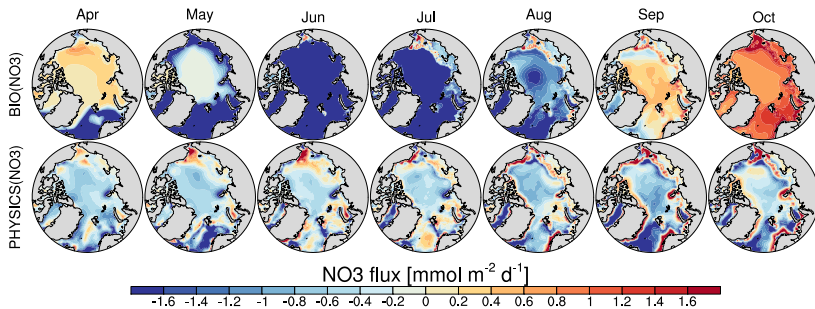 Apr May Jun Jul Aug Sep Oct
BIO(NO3)
PHYSICS(NO3)
NO3 flux [mmol m⁻² d⁻¹]
-1.6 -1.4 -1.2 -1 -0.8 -0.6 -0.4 -0.2 0 0.2 0.4 0.6 0.8 1 1.2 1.4 1.6